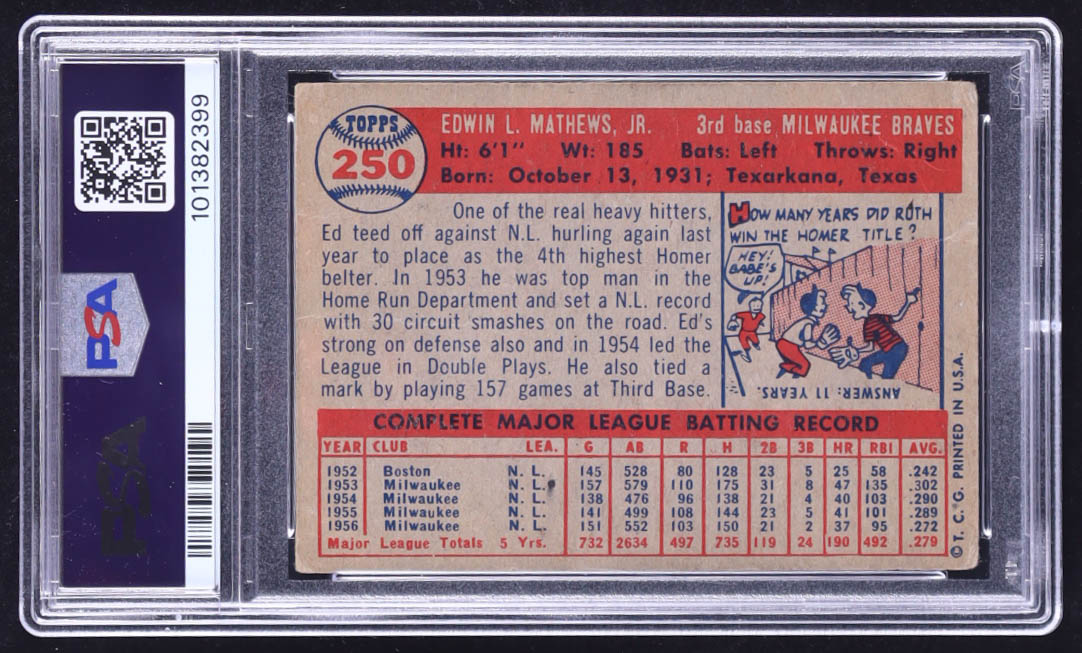 101382399
PSA
PSA
TOPPS
250
EDWIN L. MATHEWS, JR. 3rd base MILWAUKEE BRAVES
Ht: 6'1" Wt: 185 Bats: Left Throws: Right
Born: October 13, 1931; Texarkana, Texas
One of the real heavy hitters,
Ed teed off against N.L. hurling again last
year to place as the 4th highest Homer
belter. In 1953 he was top man in the
Home Run Department and set a N.L. record
with 30 circuit smashes on the road. Ed's
strong on defense also and in 1954 led the
League in Double Plays. He also tied a
mark by playing 157 games at Third Base.
HOW MANY YEARS DID RUTH
WIN THE HOMER TITLE?
HEY!
BABE'S
UP!
ANSWER: 11 YEARS.
COMPLETE MAJOR LEAGUE BATTING RECORD
YEAR CLUB LEA. G AB R H 2B 3B HR RBI AVG.
1952 Boston N. L. 145 528 80 128 23 5 25 58 .242
1953 Milwaukee N. L. 157 579 110 175 31 8 47 135 .302
1954 Milwaukee N. L. 138 476 96 138 21 4 40 103 .290
1955 Milwaukee N. L. 141 499 108 144 23 5 41 101 .289
1956 Milwaukee N. L. 151 552 103 150 21 2 37 95 .272
Major League Totals 5 Yrs. 732 2634 497 735 119 24 190 492 .279
© T. C. G. PRINTED IN U.S.A.
PSA